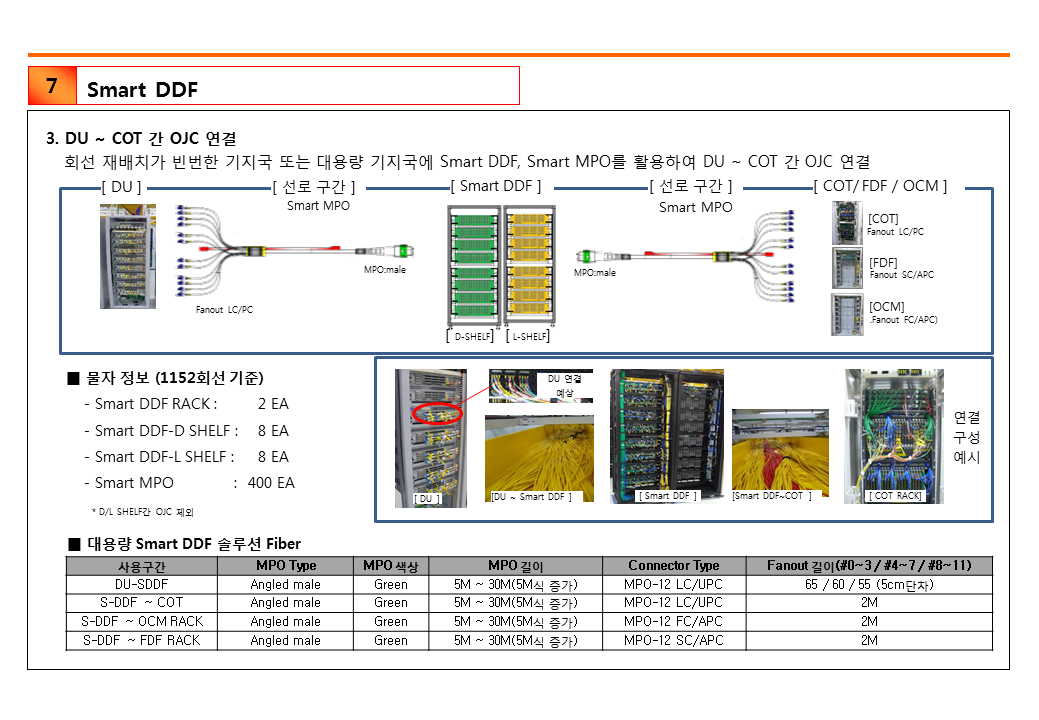 7
Smart DDF
3. DU ~ COT 간 OJC 연결
회선 재배치가 빈번한 기지국 또는 대용량 기지국에 Smart DDF, Smart MPO를 활용하여 DU ~ COT 간 OJC 연결
[ DU ] [ 선로 구간 ] [ Smart DDF ] [ 선로 구간 ] [ COT/ FDF / OCM ]
Smart MPO
Smart MPO
[COT]
Fanout LC/PC
MPO:male
MPO:male
[FDF]
Fanout SC/APC
Fanout LC/PC
[OCM]
.Fanout FC/APC)
[ D-SHELF] [ L-SHELF]
■ 물자 정보 (1152회선 기준)
- Smart DDF RACK : 2 EA
- Smart DDF-D SHELF : 8 EA
- Smart DDF-L SHELF : 8 EA
- Smart MPO : 400 EA
* D/L SHELF간 OJC 제외
DU 연결
예상
연결
구성
예시
[ DU ]
[DU ~ Smart DDF ]
[ Smart DDF ]
[Smart DDF~COT ]
[ COT RACK]
■ 대용량 Smart DDF 솔루션 Fiber
사용구간 MPO Type MPO 색상 MPO 길이 Connector Type Fanout 길이(#0~3 / #4~7 / #8~11)
DU-SDDF Angled male Green 5M ~ 30M(5M식 증가) MPO-12 LC/UPC 65 / 60 / 55 (5cm단차)
S-DDF ~ COT Angled male Green 5M ~ 30M(5M식 증가) MPO-12 LC/UPC 2M
S-DDF ~ OCM RACK Angled male Green 5M ~ 30M(5M식 증가) MPO-12 FC/APC 2M
S-DDF ~ FDF RACK Angled male Green 5M ~ 30M(5M식 증가) MPO-12 SC/APC 2M